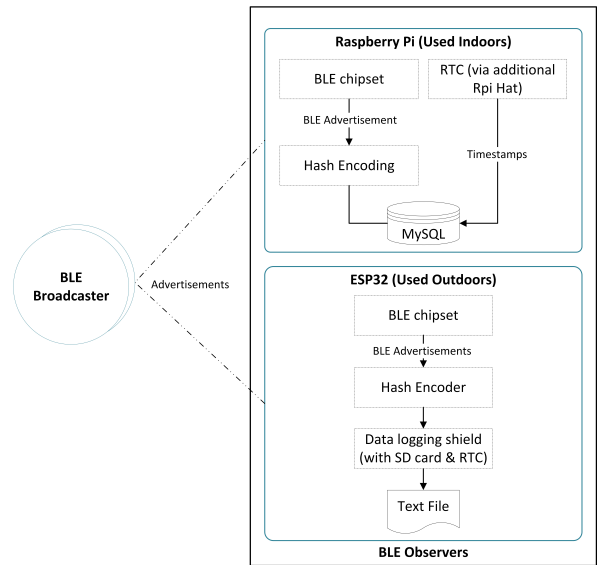 Raspberry Pi (Used Indoors)
BLE chipset
RTC (via additional
Rpi Hat)
BLE Advertisement
Timestamps
Hash Encoding
MySQL
BLE
Broadcaster
Advertisements
ESP32 (Used Outdoors)
BLE chipset
BLE Advertisements
Hash Encoder
Data logging shield
(with SD card & RTC)
Text File
BLE Observers